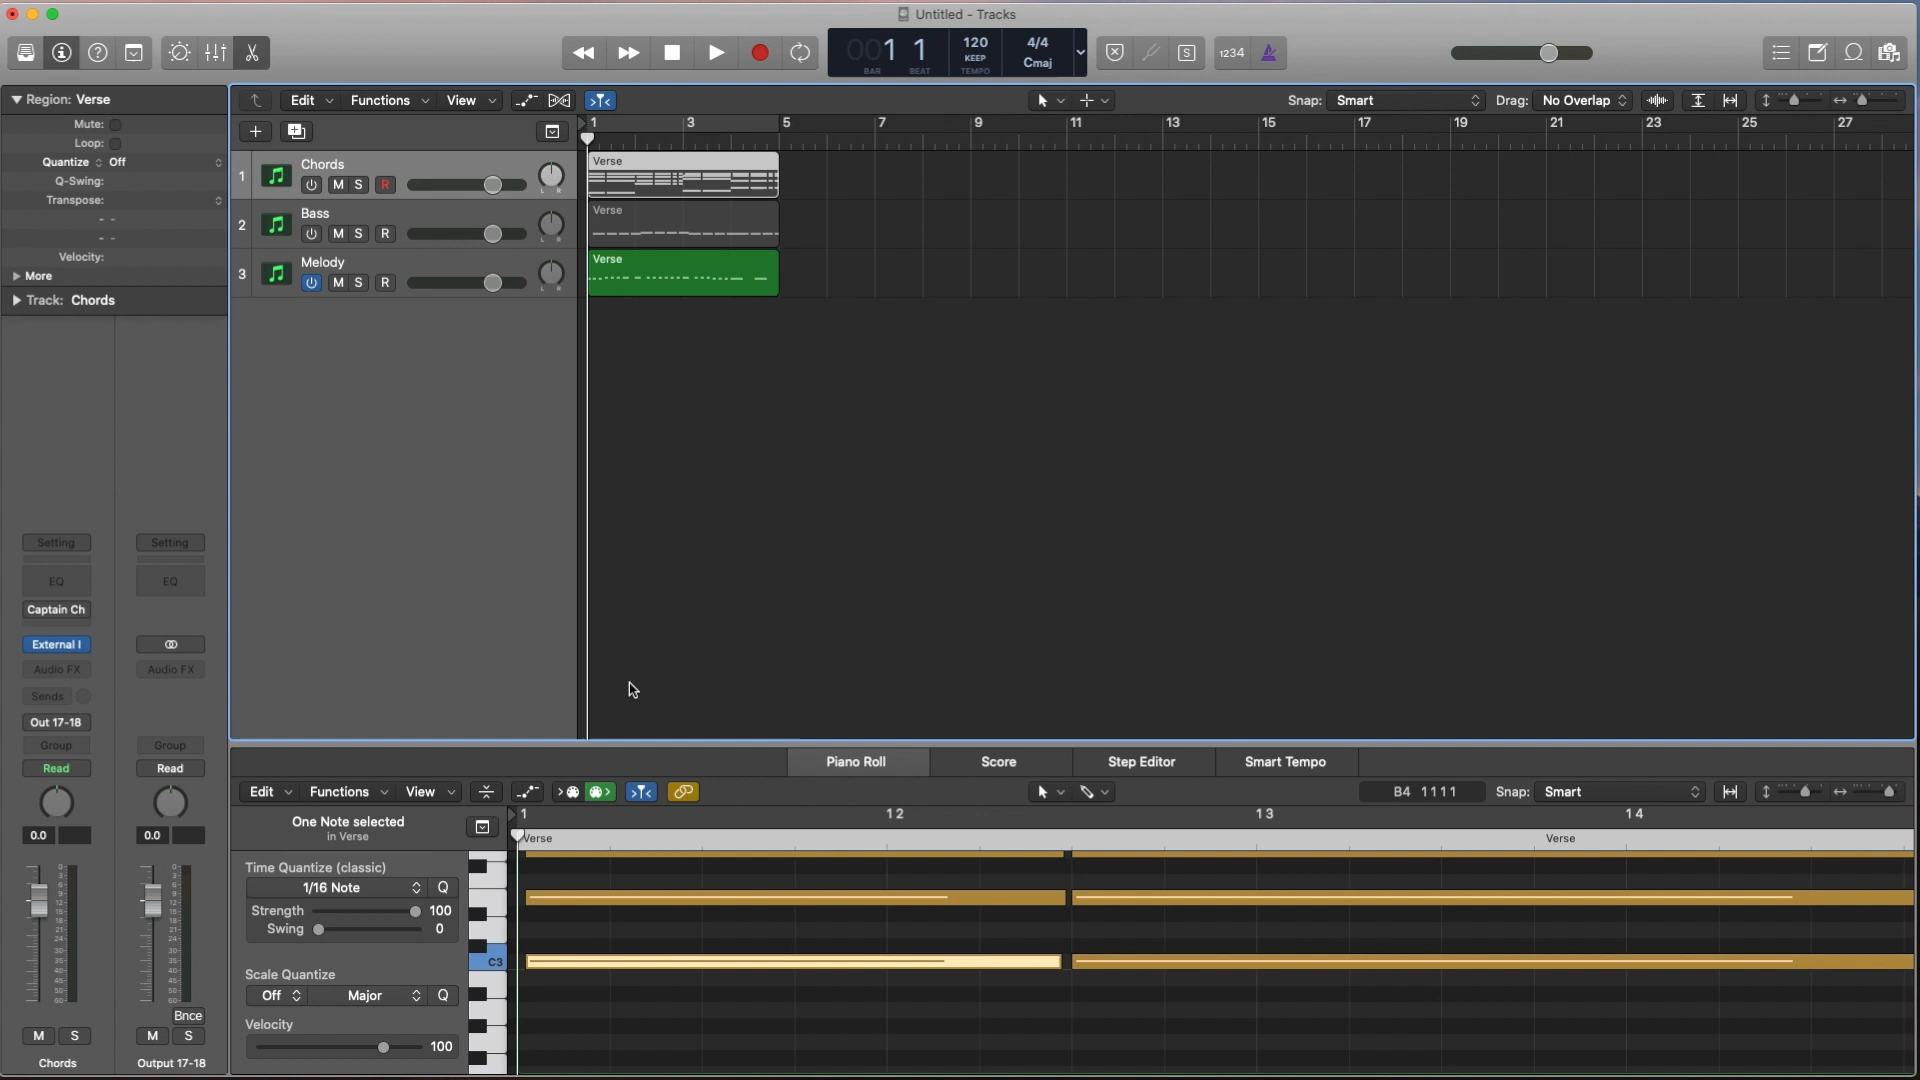 Untitled - Tracks
001 1
BAR BEAT
120
KEEP
TEMPO
4/4
Cmaj
S
1234
Region: Verse
Mute:
Loop:
Quantize Off
Q-Swing:
Transpose:
- -
- -
Velocity:
More
Track: Chords
Edit Functions View
Snap: Smart Drag: No Overlap
1 3 5 7 9 11 13 15 17 19 21 23 25 27
1 Chords
M S R
L R
Verse
2 Bass
M S R
L R
Verse
3 Melody
M S R
L R
Verse
Setting Setting
EQ EQ
Captain Ch
External I
Audio FX Audio FX
Sends
Out 17-18
Group Group
Read Read
0.0 0.0
Bnce
M S M S
Chords Output 17-18
Piano Roll Score Step Editor Smart Tempo
Edit Functions View
B4 1111 Snap: Smart
One Note selected
in Verse
1 1 2 1 3 1 4
Verse Verse
Time Quantize (classic)
1/16 Note Q
Strength 100
Swing 0
C3
Scale Quantize
Off Major Q
Velocity
100